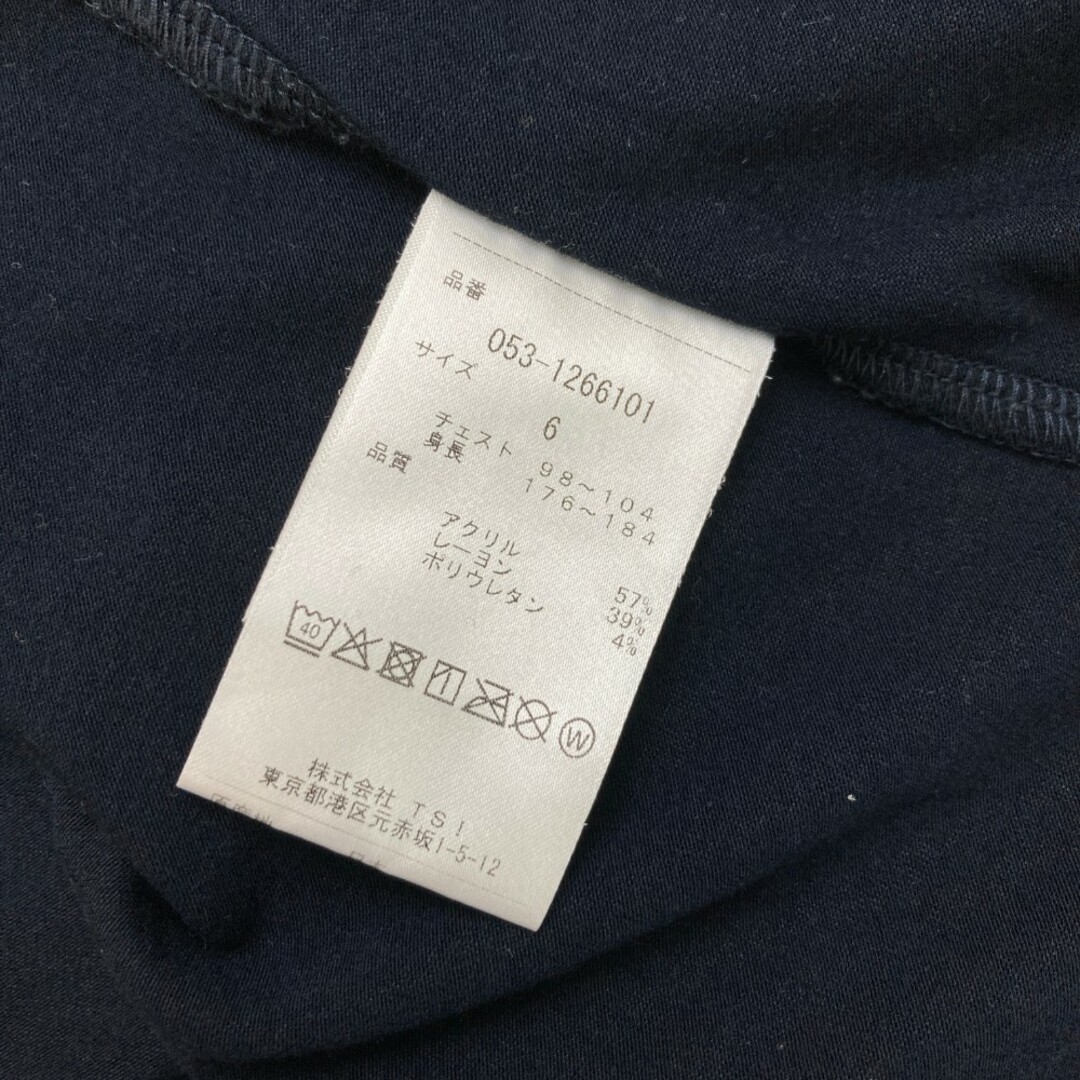 品番
053-1266101
サイズ
6
チェスト 98～104
身長 176～184
品質
アクリル 57%
レーヨン 39%
ポリウレタン 4%
40
W
株式会社 TSI
東京都港区元赤坂1-5-12